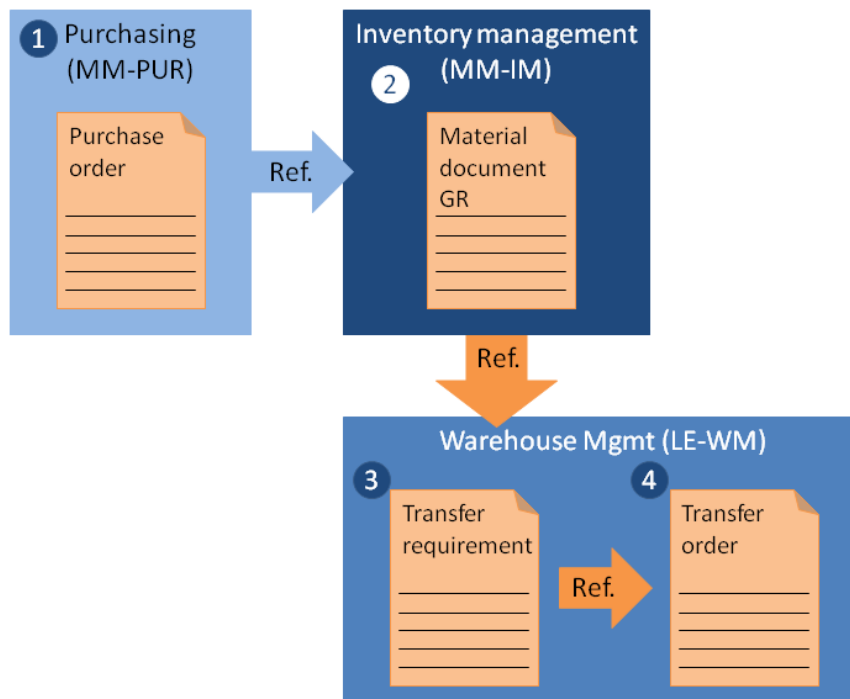 1
Purchasing
(MM-PUR)
Purchase
order
Ref.
Inventory management
(MM-IM)
2
Material
document
GR
Ref.
Warehouse Mgmt (LE-WM)
3
Transfer
requirement
Ref.
4
Transfer
order